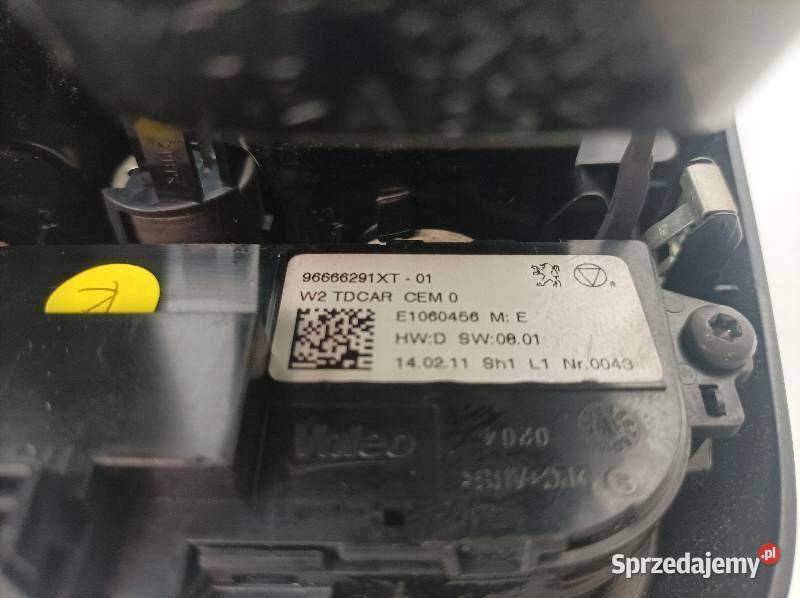 96666291XT - 01
W2 TDCAR CEM 0
E1060456 M: E
HW:D SW:08.01
14.02.11 Sh1 L1 Nr.0043
R
Valeo
0204
Sprzedajemy.pl